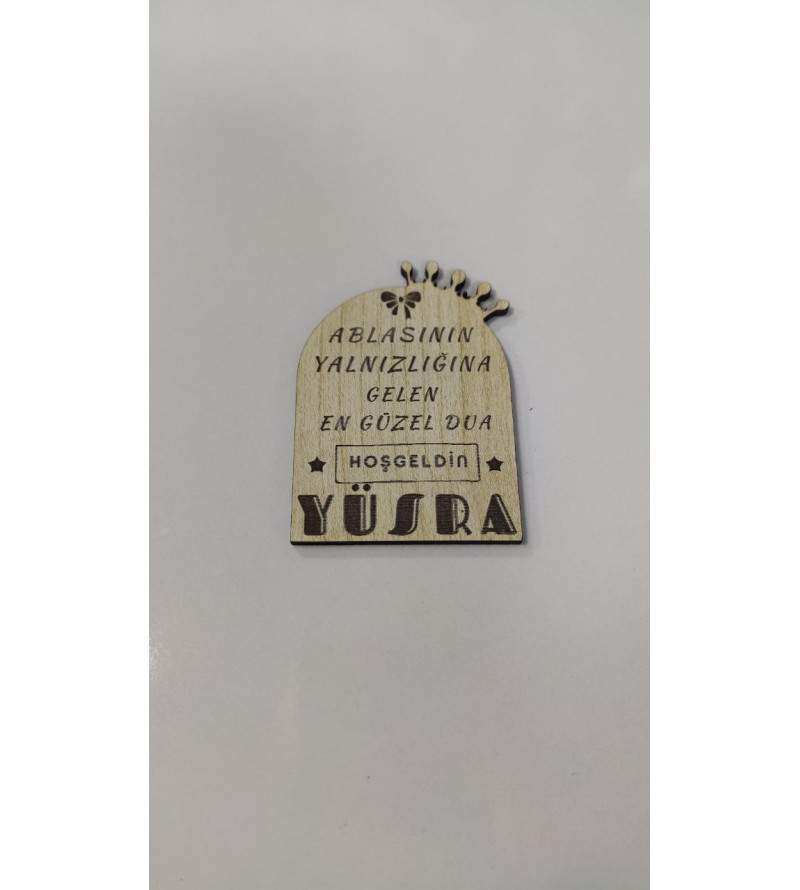 ABLASININ
YALNIZLIĞINA
GELEN
EN GÜZEL DUA
HOŞGELDİn
YÜSRA